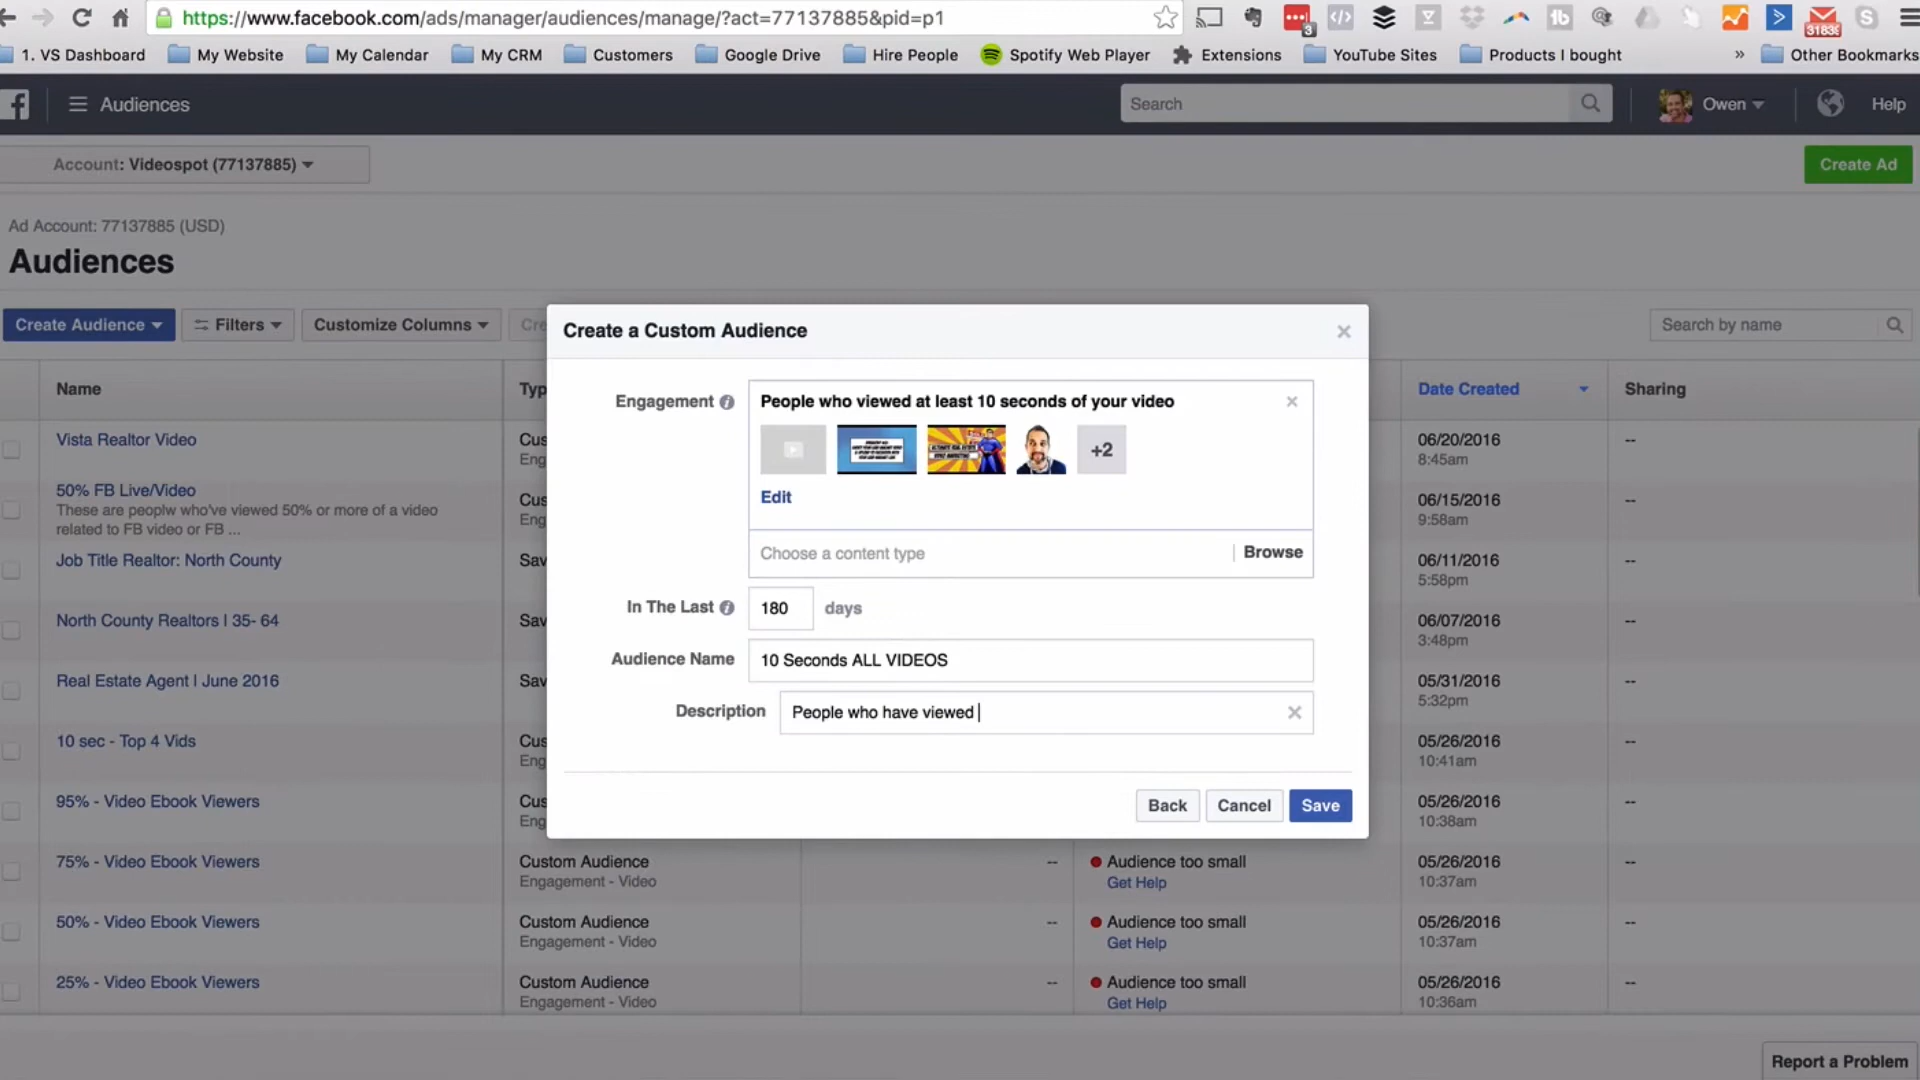 https://www.facebook.com/ads/manager/audiences/manage/?act=77137885&pid=p1
3
31838
1. VS Dashboard
My Website
My Calendar
My CRM
Customers
Google Drive
Hire People
Spotify Web Player
Extensions
YouTube Sites
Products I bought
»
Other Bookmarks
Audiences
Search
Owen
Help
Account: Videospot (77137885)
Create Ad
Ad Account: 77137885 (USD)
Audiences
Create Audience
Filters
Customize Columns
Cre
Search by name
Name
Typ
Date Created
Sharing
Vista Realtor Video
Cus
Eng
06/20/2016
8:45am
--
50% FB Live/Video
These are peoplw who've viewed 50% or more of a video
related to FB video or FB ...
Cus
Eng
06/15/2016
9:58am
--
Job Title Realtor: North County
Sav
06/11/2016
5:58pm
--
North County Realtors I 35- 64
Sav
06/07/2016
3:48pm
--
Real Estate Agent I June 2016
Sav
05/31/2016
5:32pm
--
10 sec - Top 4 Vids
Cus
Eng
05/26/2016
10:41am
--
95% - Video Ebook Viewers
Cus
Eng
05/26/2016
10:38am
--
75% - Video Ebook Viewers
Custom Audience
Engagement - Video
--
Audience too small
Get Help
05/26/2016
10:37am
--
50% - Video Ebook Viewers
Custom Audience
Engagement - Video
--
Audience too small
Get Help
05/26/2016
10:37am
--
25% - Video Ebook Viewers
Custom Audience
Engagement - Video
--
Audience too small
Get Help
05/26/2016
10:36am
--
Create a Custom Audience
Engagement
People who viewed at least 10 seconds of your video
+2
Edit
Choose a content type
Browse
In The Last
180
days
Audience Name
10 Seconds ALL VIDEOS
Description
People who have viewed
Back
Cancel
Save
Report a Problem